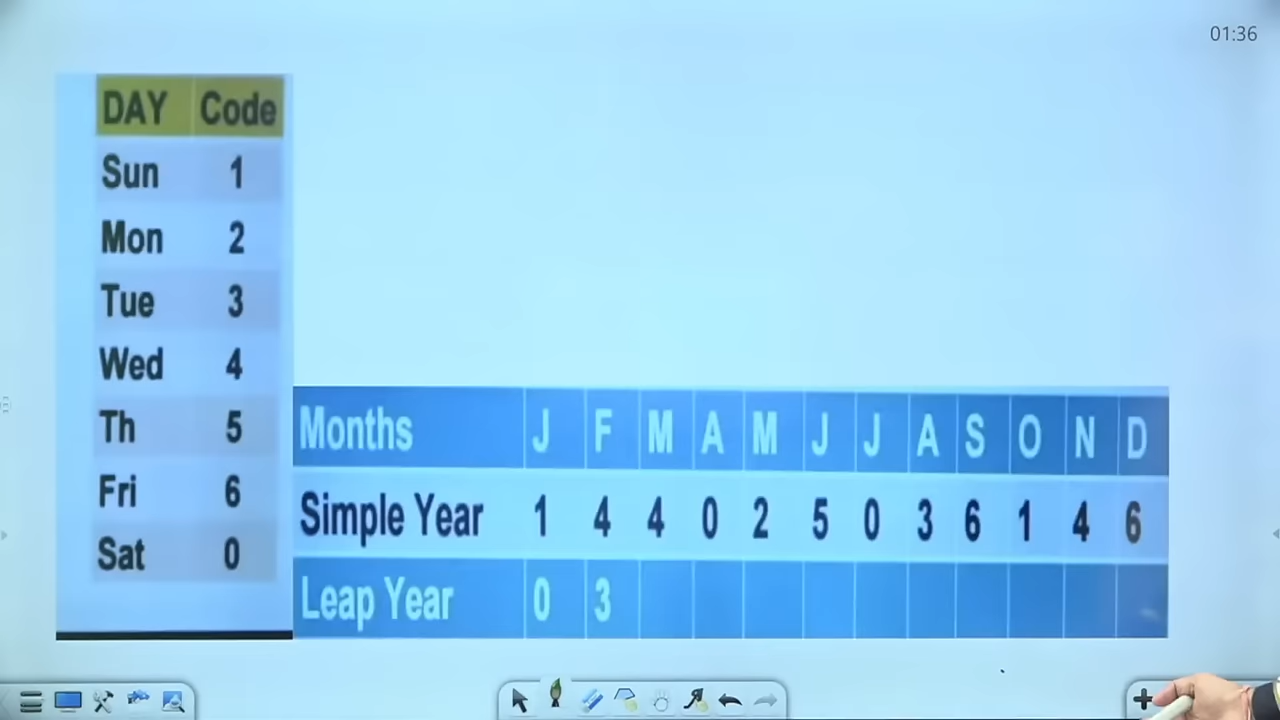 01:36
DAY Code
Sun 1
Mon 2
Tue 3
Wed 4
Th 5
Fri 6
Sat 0
Months J F M A M J J A S O N D
Simple Year 1 4 4 0 2 5 0 3 6 1 4 6
Leap Year 0 3